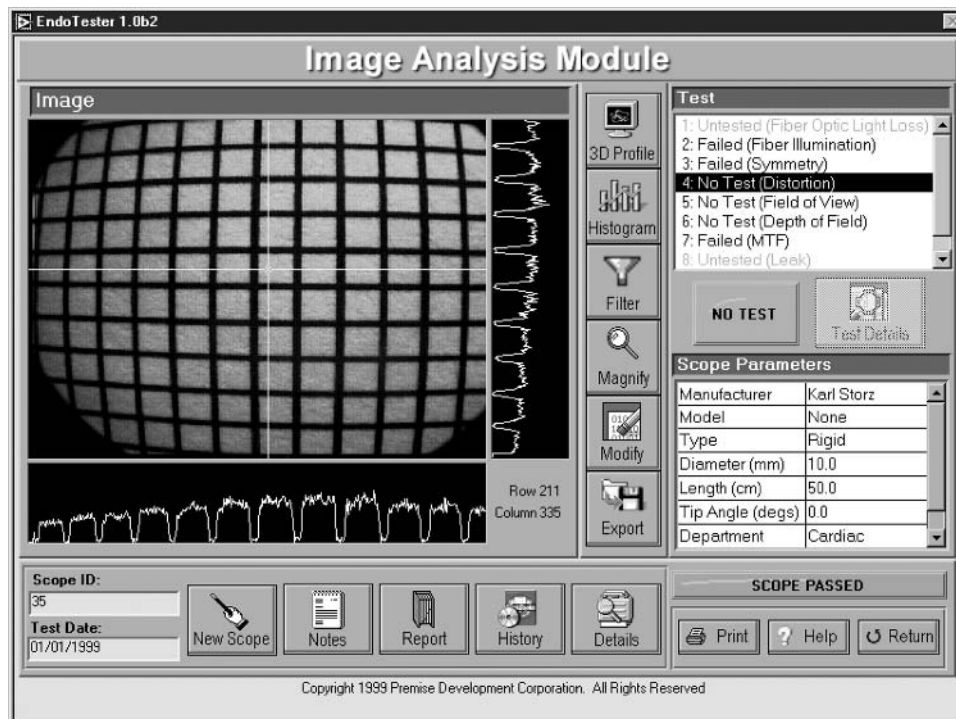 EndoTester 1.0b2
Image Analysis Module
Image
3D Profile
Histogram
Filter
Magnify
Modify
Export
Row 211
Column 335
Test
1: Untested (Fiber Optic Light Loss)
2: Failed (Fiber Illumination)
3: Failed (Symmetry)
4: No Test (Distortion)
5: No Test (Field of View)
6: No Test (Depth of Field)
7: Failed (MTF)
8: Untested (Leak)
NO TEST
Test Details
Scope Parameters
Manufacturer Karl Storz
Model None
Type Rigid
Diameter (mm) 10.0
Length (cm) 50.0
Tip Angle (degs) 0.0
Department Cardiac
Scope ID:
35
Test Date:
01/01/1999
New Scope
Notes
Report
History
Details
SCOPE PASSED
Print
Help
Return
Copyright 1999 Premise Development Corporation. All Rights Reserved